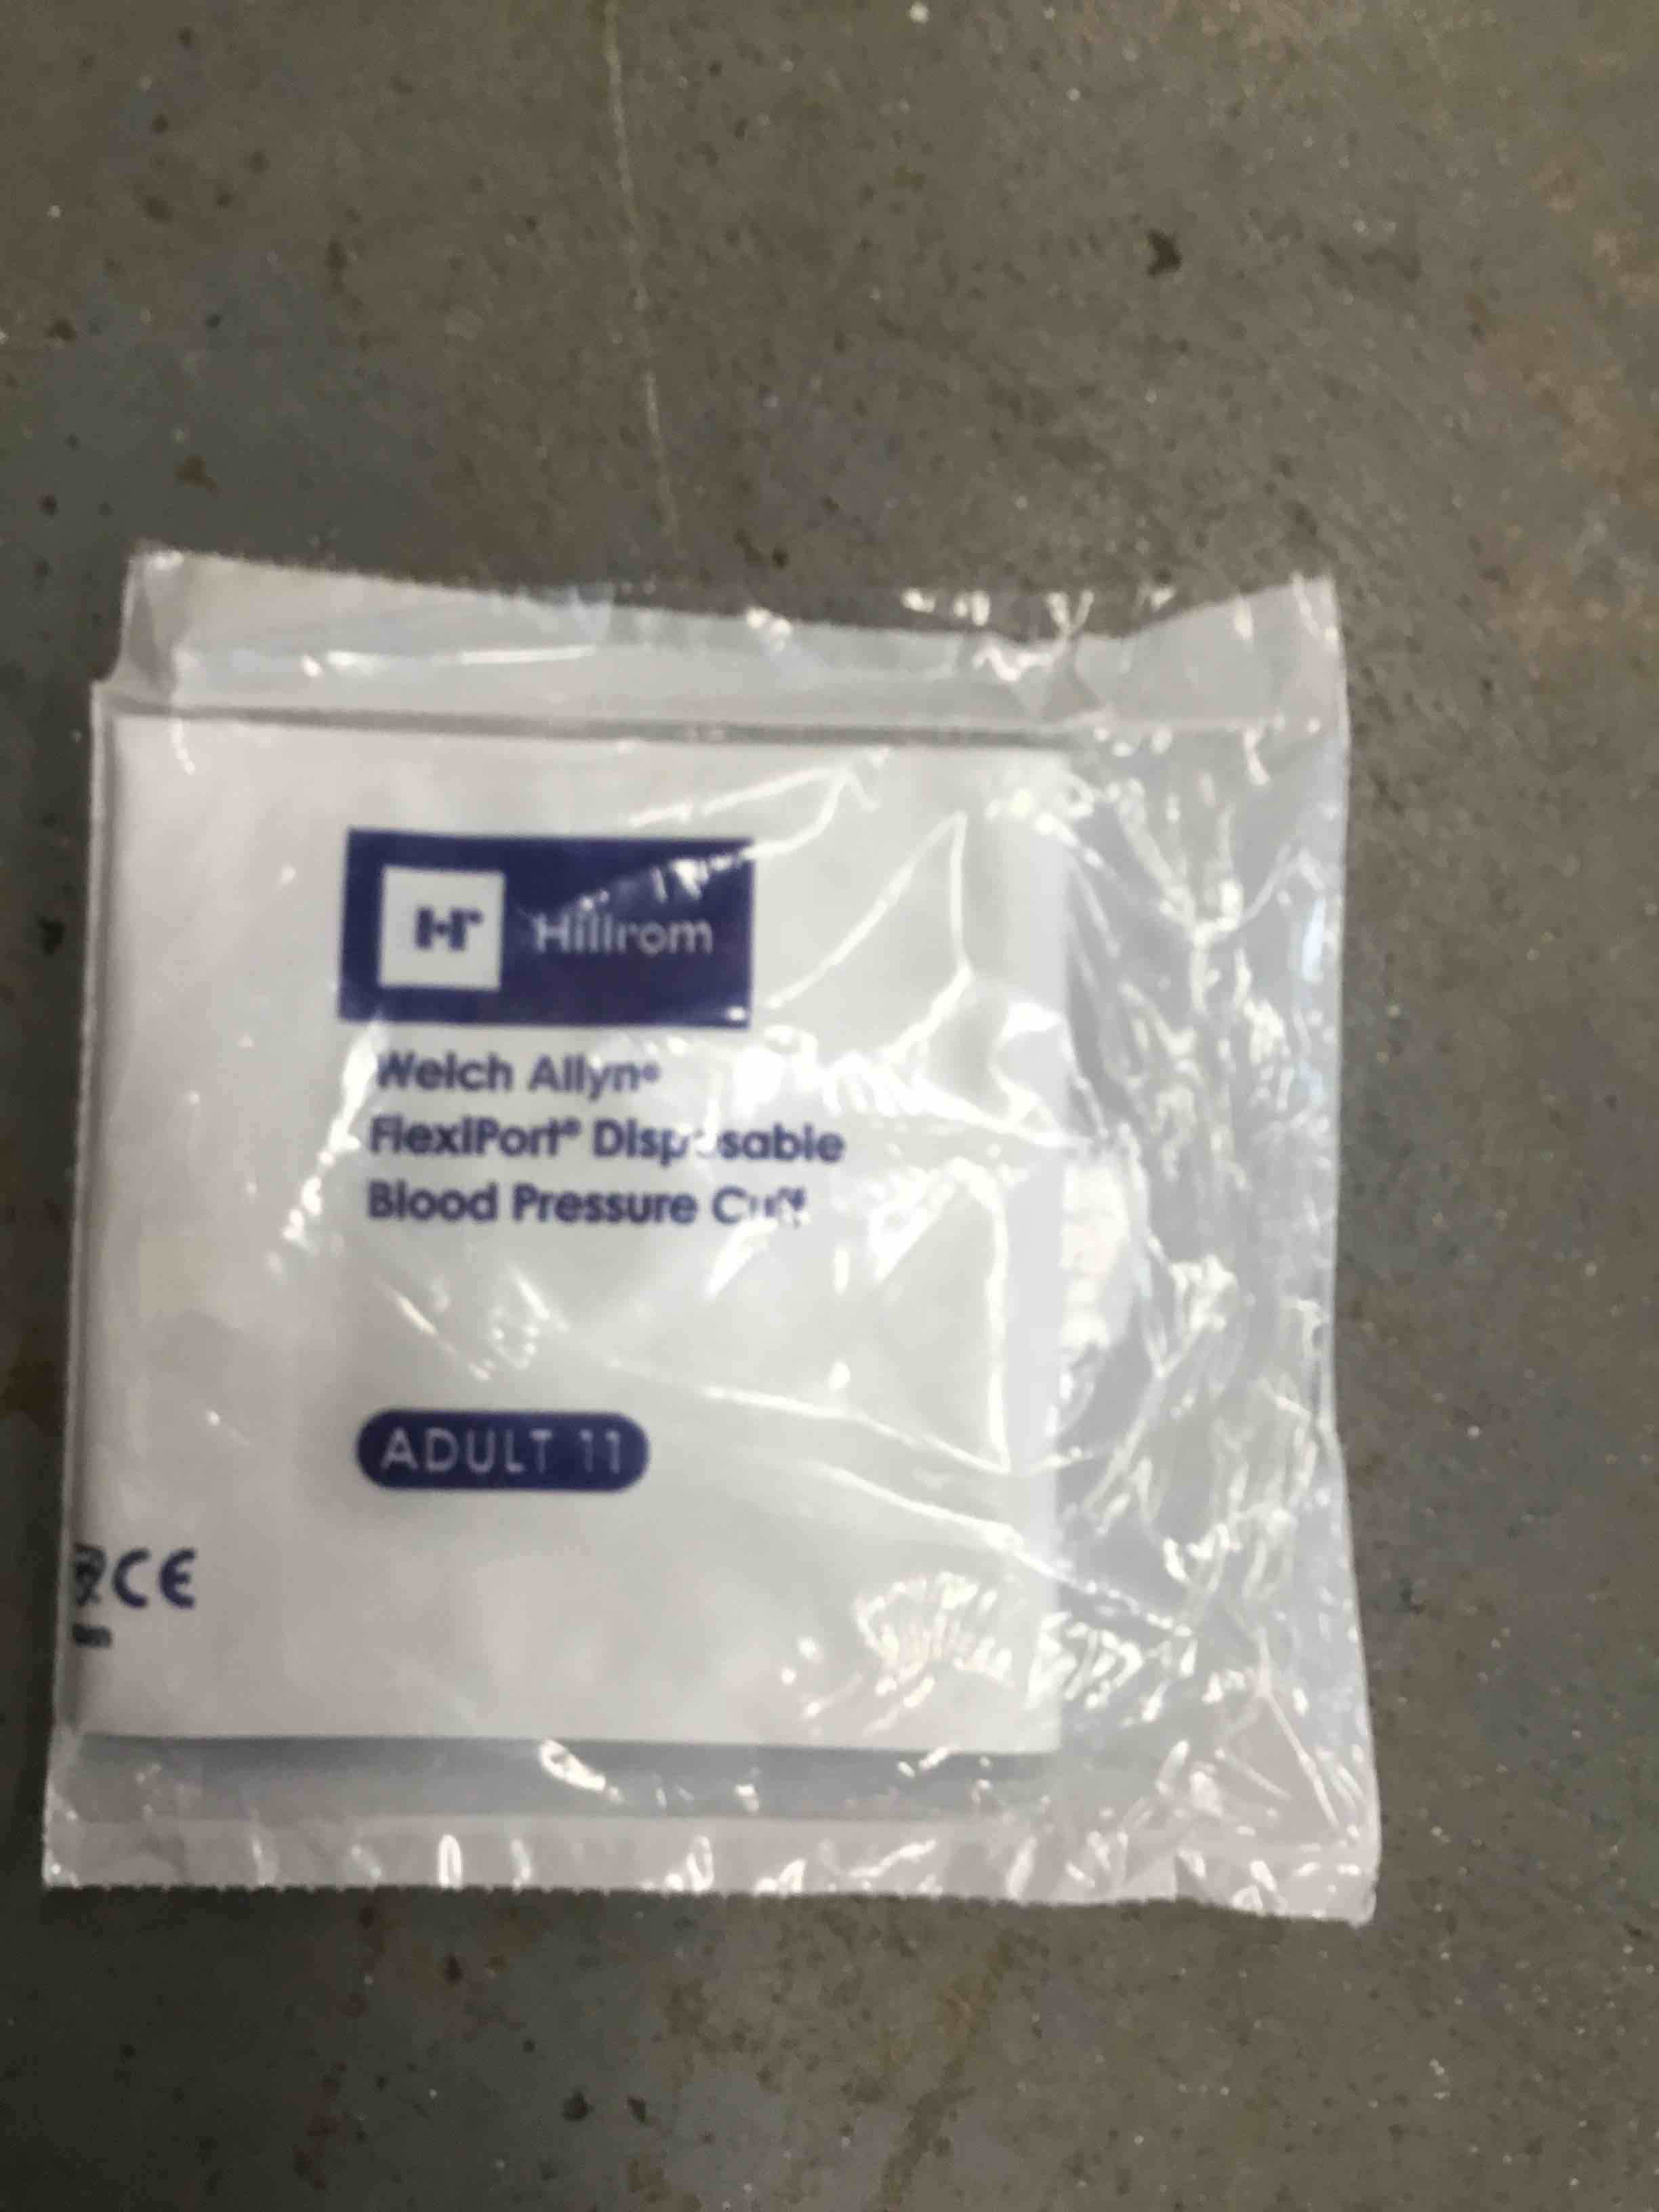 H Hillrom
Welch Allyn®
FlexiPort® Disposable
Blood Pressure Cuff
ADULT 11
CE